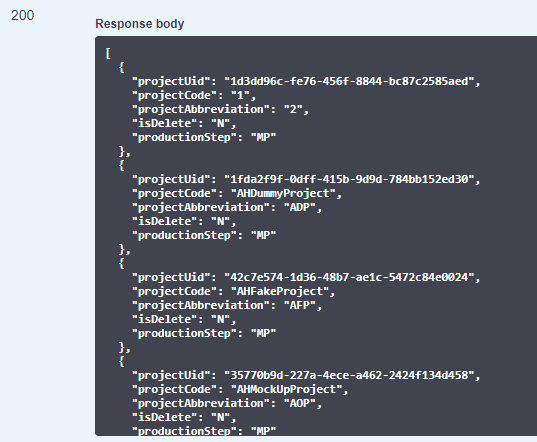 200
Response body
[
  {
    "projectUid": "1d3dd96c-fe76-456f-8844-bc87c2585aed",
    "projectCode": "1",
    "projectAbbreviation": "2",
    "isDelete": "N",
    "productionStep": "MP"
  },
  {
    "projectUid": "1fda2f9f-0dff-415b-9d9d-784bb152ed30",
    "projectCode": "AHDummyProject",
    "projectAbbreviation": "ADP",
    "isDelete": "N",
    "productionStep": "MP"
  },
  {
    "projectUid": "42c7e574-1d36-48b7-ae1c-5472c84e0024",
    "projectCode": "AHFakeProject",
    "projectAbbreviation": "AFP",
    "isDelete": "N",
    "productionStep": "MP"
  },
  {
    "projectUid": "35770b9d-227a-4ece-a462-2424f134d458",
    "projectCode": "AHMockUpProject",
    "projectAbbreviation": "AOP",
    "isDelete": "N",
    "productionStep": "MP"